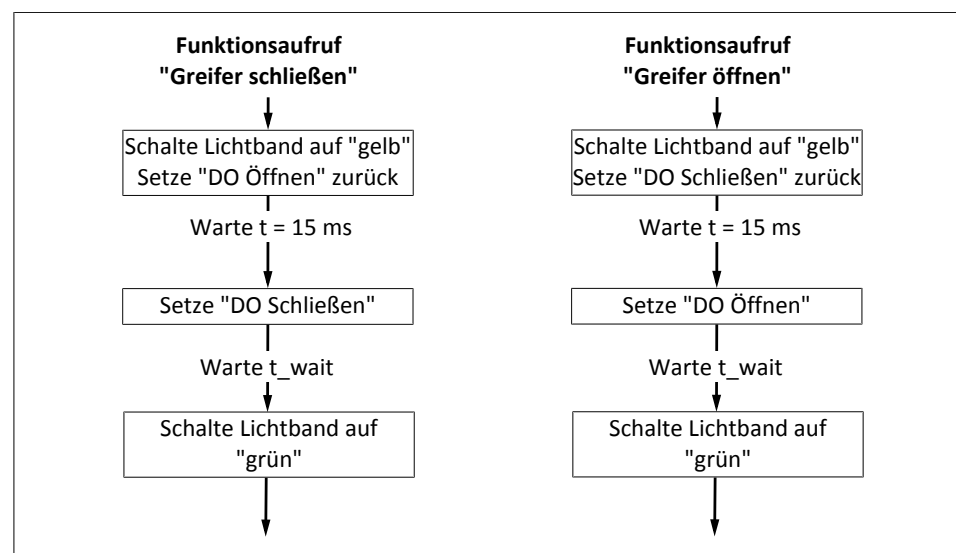 Funktionsaufruf
"Greifer schließen"
Schalte Lichtband auf "gelb"
Setze "DO Öffnen" zurück
Warte t = 15 ms
Setze "DO Schließen"
Warte t_wait
Schalte Lichtband auf
"grün"
Funktionsaufruf
"Greifer öffnen"
Schalte Lichtband auf "gelb"
Setze "DO Schließen" zurück
Warte t = 15 ms
Setze "DO Öffnen"
Warte t_wait
Schalte Lichtband auf
"grün"